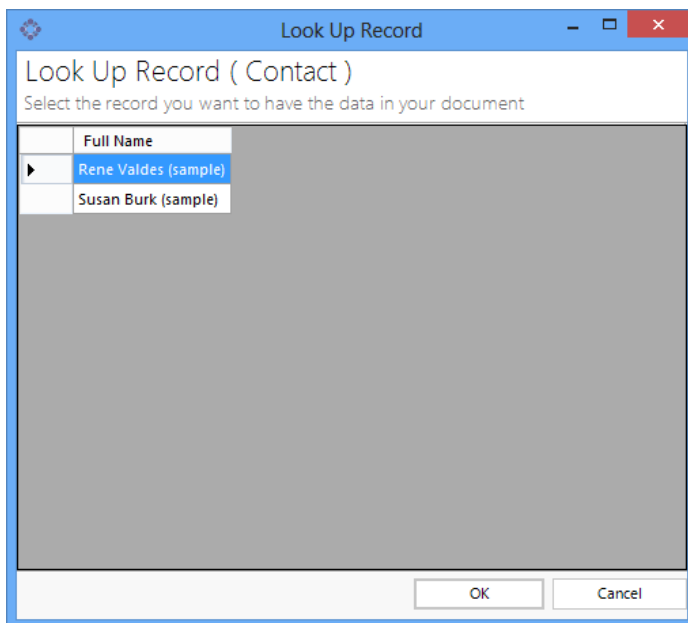 Look Up Record
Look Up Record ( Contact )
Select the record you want to have the data in your document
Full Name
Rene Valdes (sample)
Susan Burk (sample)
OK Cancel